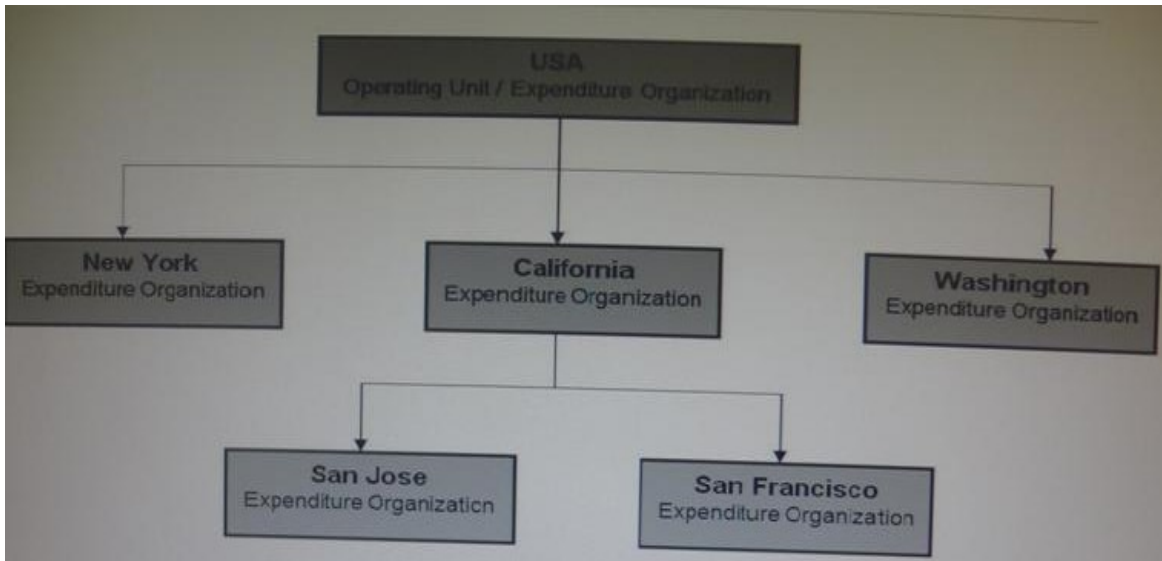 USA
Operating Unit / Expenditure Organization
New York
Expenditure Organization
California
Expenditure Organization
Washington
Expenditure Organization
San Jose
Expenditure Organization
San Francisco
Expenditure Organization